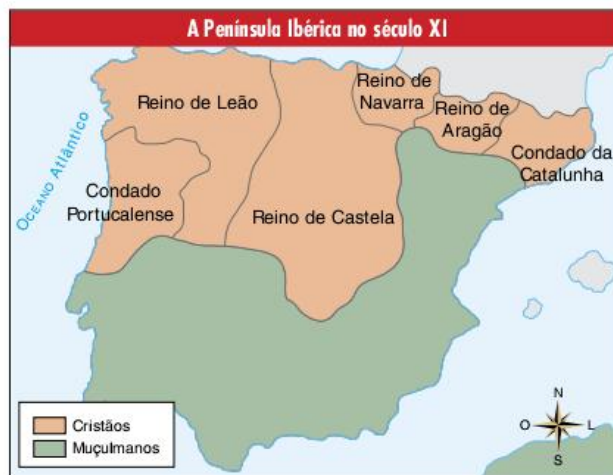 A Península Ibérica no século XI
Reino de Leão
Reino de
Navarra
Reino de
Aragão
Condado da
Catalunha
Condado
Portucalense
Reino de Castela
OCEANO ATLÂNTICO
Cristãos
Muçulmanos
N
O
L
S